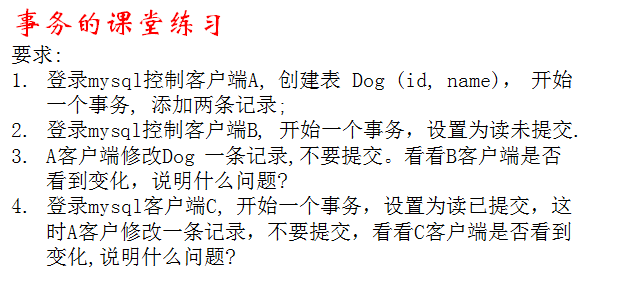 事务的课堂练习
要求:
1. 登录mysql控制客户端A, 创建表 Dog (id, name), 开始
一个事务, 添加两条记录;
2. 登录mysql控制客户端B, 开始一个事务，设置为读未提交.
3. A客户端修改Dog 一条记录,不要提交。看看B客户端是否
看到变化，说明什么问题?
4. 登录mysql客户端C, 开始一个事务，设置为读已提交，这
时A客户修改一条记录，不要提交，看看C客户端是否看到
变化,说明什么问题?